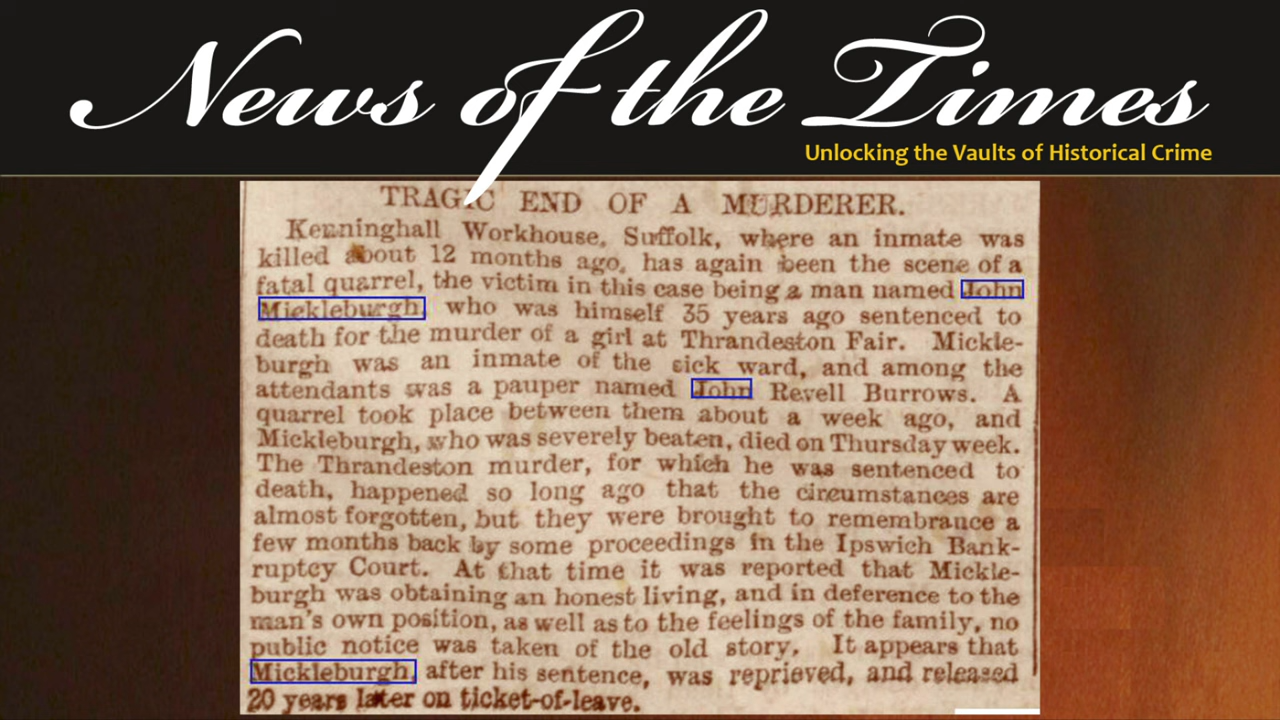 News of the Times
Unlocking the Vaults of Historical Crime
TRAGIC END OF A MURDERER.
Kenninghall Workhouse, Suffolk, where an inmate was
killed about 12 months ago, has again been the scene of a
fatal quarrel, the victim in this case being a man named John
Mickleburgh, who was himself 35 years ago sentenced to
death for the murder of a girl at Thrandeston Fair. Mickle-
burgh was an inmate of the sick ward, and among the
attendants was a pauper named John Revell Burrows. A
quarrel took place between them about a week ago, and
Mickleburgh, who was severely beaten, died on Thursday week.
The Thrandeston murder, for which he was sentenced to
death, happened so long ago that the circumstances are
almost forgotten, but they were brought to remembrance a
few months back by some proceedings in the Ipswich Bank-
ruptcy Court. At that time it was reported that Mickle-
burgh was obtaining an honest living, and in deference to the
man's own position, as well as to the feelings of the family, no
public notice was taken of the old story. It appears that
Mickleburgh, after his sentence, was reprieved, and released
20 years later on ticket-of-leave.